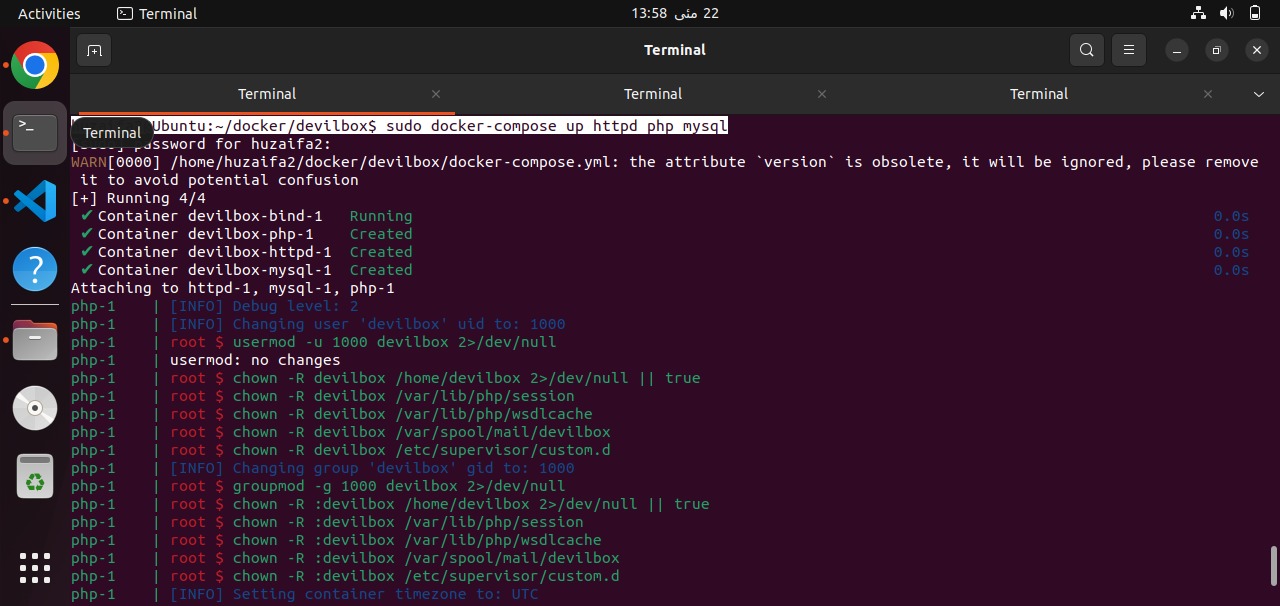 Activities
Terminal
22 مئی 13:58
Terminal
Terminal
Terminal
Terminal
Ubuntu:~/docker/devilbox$ sudo docker-compose up httpd php mysql
Terminal
password for huzaifa2:
WARN[0000] /home/huzaifa2/docker/devilbox/docker-compose.yml: the attribute `version` is obsolete, it will be ignored, please remove
it to avoid potential confusion
[+] Running 4/4
✔ Container devilbox-bind-1 Running 0.0s
✔ Container devilbox-php-1 Created 0.0s
✔ Container devilbox-httpd-1 Created 0.0s
✔ Container devilbox-mysql-1 Created 0.0s
Attaching to httpd-1, mysql-1, php-1
php-1 | [INFO] Debug level: 2
php-1 | [INFO] Changing user 'devilbox' uid to: 1000
php-1 | root $ usermod -u 1000 devilbox 2>/dev/null
php-1 | usermod: no changes
php-1 | root $ chown -R devilbox /home/devilbox 2>/dev/null || true
php-1 | root $ chown -R devilbox /var/lib/php/session
php-1 | root $ chown -R devilbox /var/lib/php/wsdlcache
php-1 | root $ chown -R devilbox /var/spool/mail/devilbox
php-1 | root $ chown -R devilbox /etc/supervisor/custom.d
php-1 | [INFO] Changing group 'devilbox' gid to: 1000
php-1 | root $ groupmod -g 1000 devilbox 2>/dev/null
php-1 | root $ chown -R :devilbox /home/devilbox 2>/dev/null || true
php-1 | root $ chown -R :devilbox /var/lib/php/session
php-1 | root $ chown -R :devilbox /var/lib/php/wsdlcache
php-1 | root $ chown -R :devilbox /var/spool/mail/devilbox
php-1 | root $ chown -R :devilbox /etc/supervisor/custom.d
php-1 | [INFO] Setting container timezone to: UTC